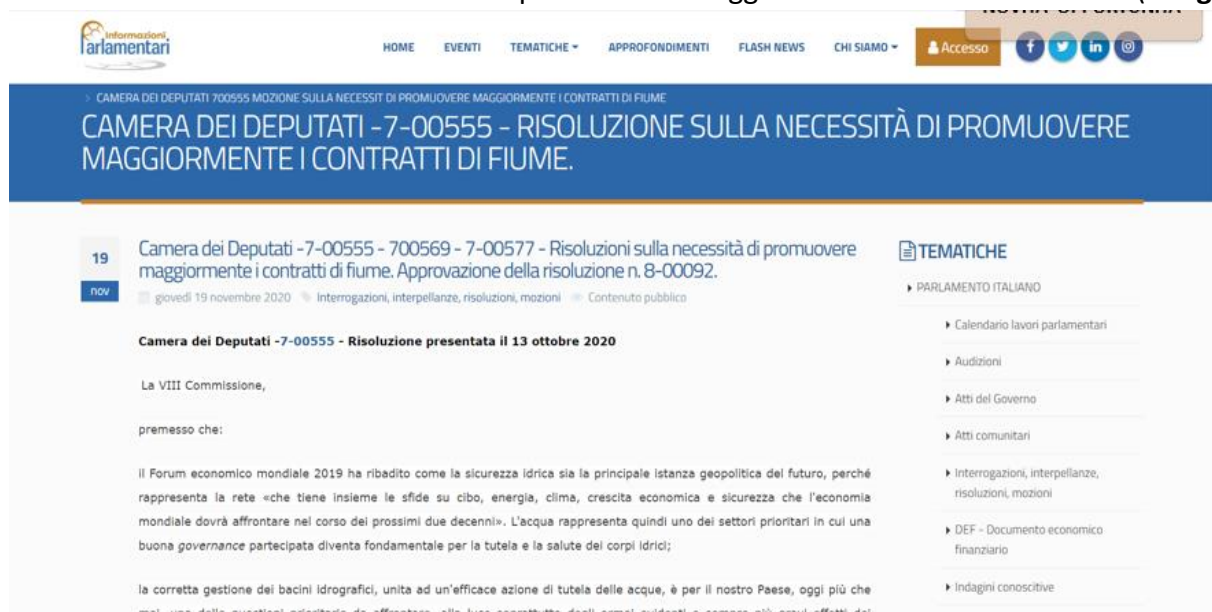 Informazioni
Parlamentari
HOME EVENTI TEMATICHE APPROFONDIMENTI FLASH NEWS CHI SIAMO Accesso
> CAMERA DEI DEPUTATI 700555 MOZIONE SULLA NECESSIT DI PROMUOVERE MAGGIORMENTE I CONTRATTI DI FIUME
CAMERA DEI DEPUTATI -7-00555 - RISOLUZIONE SULLA NECESSITÀ DI PROMUOVERE
MAGGIORMENTE I CONTRATTI DI FIUME.
19
nov
Camera dei Deputati -7-00555 - 700569 - 7-00577 - Risoluzioni sulla necessità di promuovere
maggiormente i contratti di fiume. Approvazione della risoluzione n. 8-00092.
giovedì 19 novembre 2020 Interrogazioni, interpellanze, risoluzioni, mozioni Contenuto pubblico
Camera dei Deputati -7-00555 - Risoluzione presentata il 13 ottobre 2020
La VIII Commissione,
premesso che:
il Forum economico mondiale 2019 ha ribadito come la sicurezza idrica sia la principale istanza geopolitica del futuro, perché
rappresenta la rete «che tiene insieme le sfide su cibo, energia, clima, crescita economica e sicurezza che l'economia
mondiale dovrà affrontare nel corso dei prossimi due decenni». L'acqua rappresenta quindi uno dei settori prioritari in cui una
buona governance partecipata diventa fondamentale per la tutela e la salute dei corpi idrici;
la corretta gestione dei bacini idrografici, unita ad un'efficace azione di tutela delle acque, è per il nostro Paese, oggi più che
TEMATICHE
PARLAMENTO ITALIANO
Calendario lavori parlamentari
Audizioni
Atti del Governo
Atti comunitari
Interrogazioni, interpellanze,
risoluzioni, mozioni
DEF - Documento economico
finanziario
Indagini conoscitive